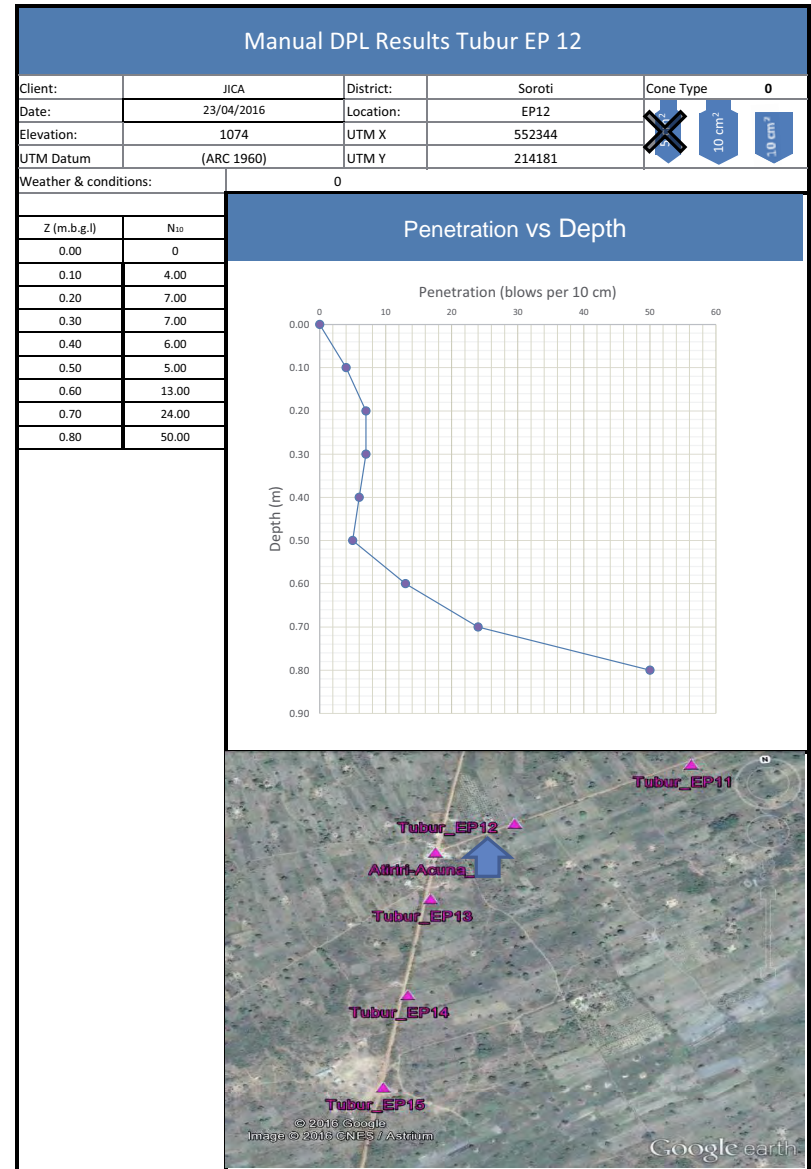 Manual DPL Results Tubur EP 12
Client: JICA District: Soroti Cone Type 0
Date: 23/04/2016 Location: EP12
Elevation: 1074 UTM X 552344
UTM Datum (ARC 1960) UTM Y 214181
10 cm²
10 cm²
Weather & conditions: 0
Z (m.b.g.l) N10
0.00 0
0.10 4.00
0.20 7.00
0.30 7.00
0.40 6.00
0.50 5.00
0.60 13.00
0.70 24.00
0.80 50.00
Penetration vs Depth
Penetration (blows per 10 cm)
0 10 20 30 40 50 60
0.00
0.10
0.20
0.30
0.40
0.50
0.60
0.70
0.80
0.90
Depth (m)
N
Tubur_EP11
Tubur_EP12
Atiriri-Acuna_
Tubur_EP13
Tubur_EP14
Tubur_EP15
© 2016 Google
Image © 2016 CNES / Astrium
Google earth